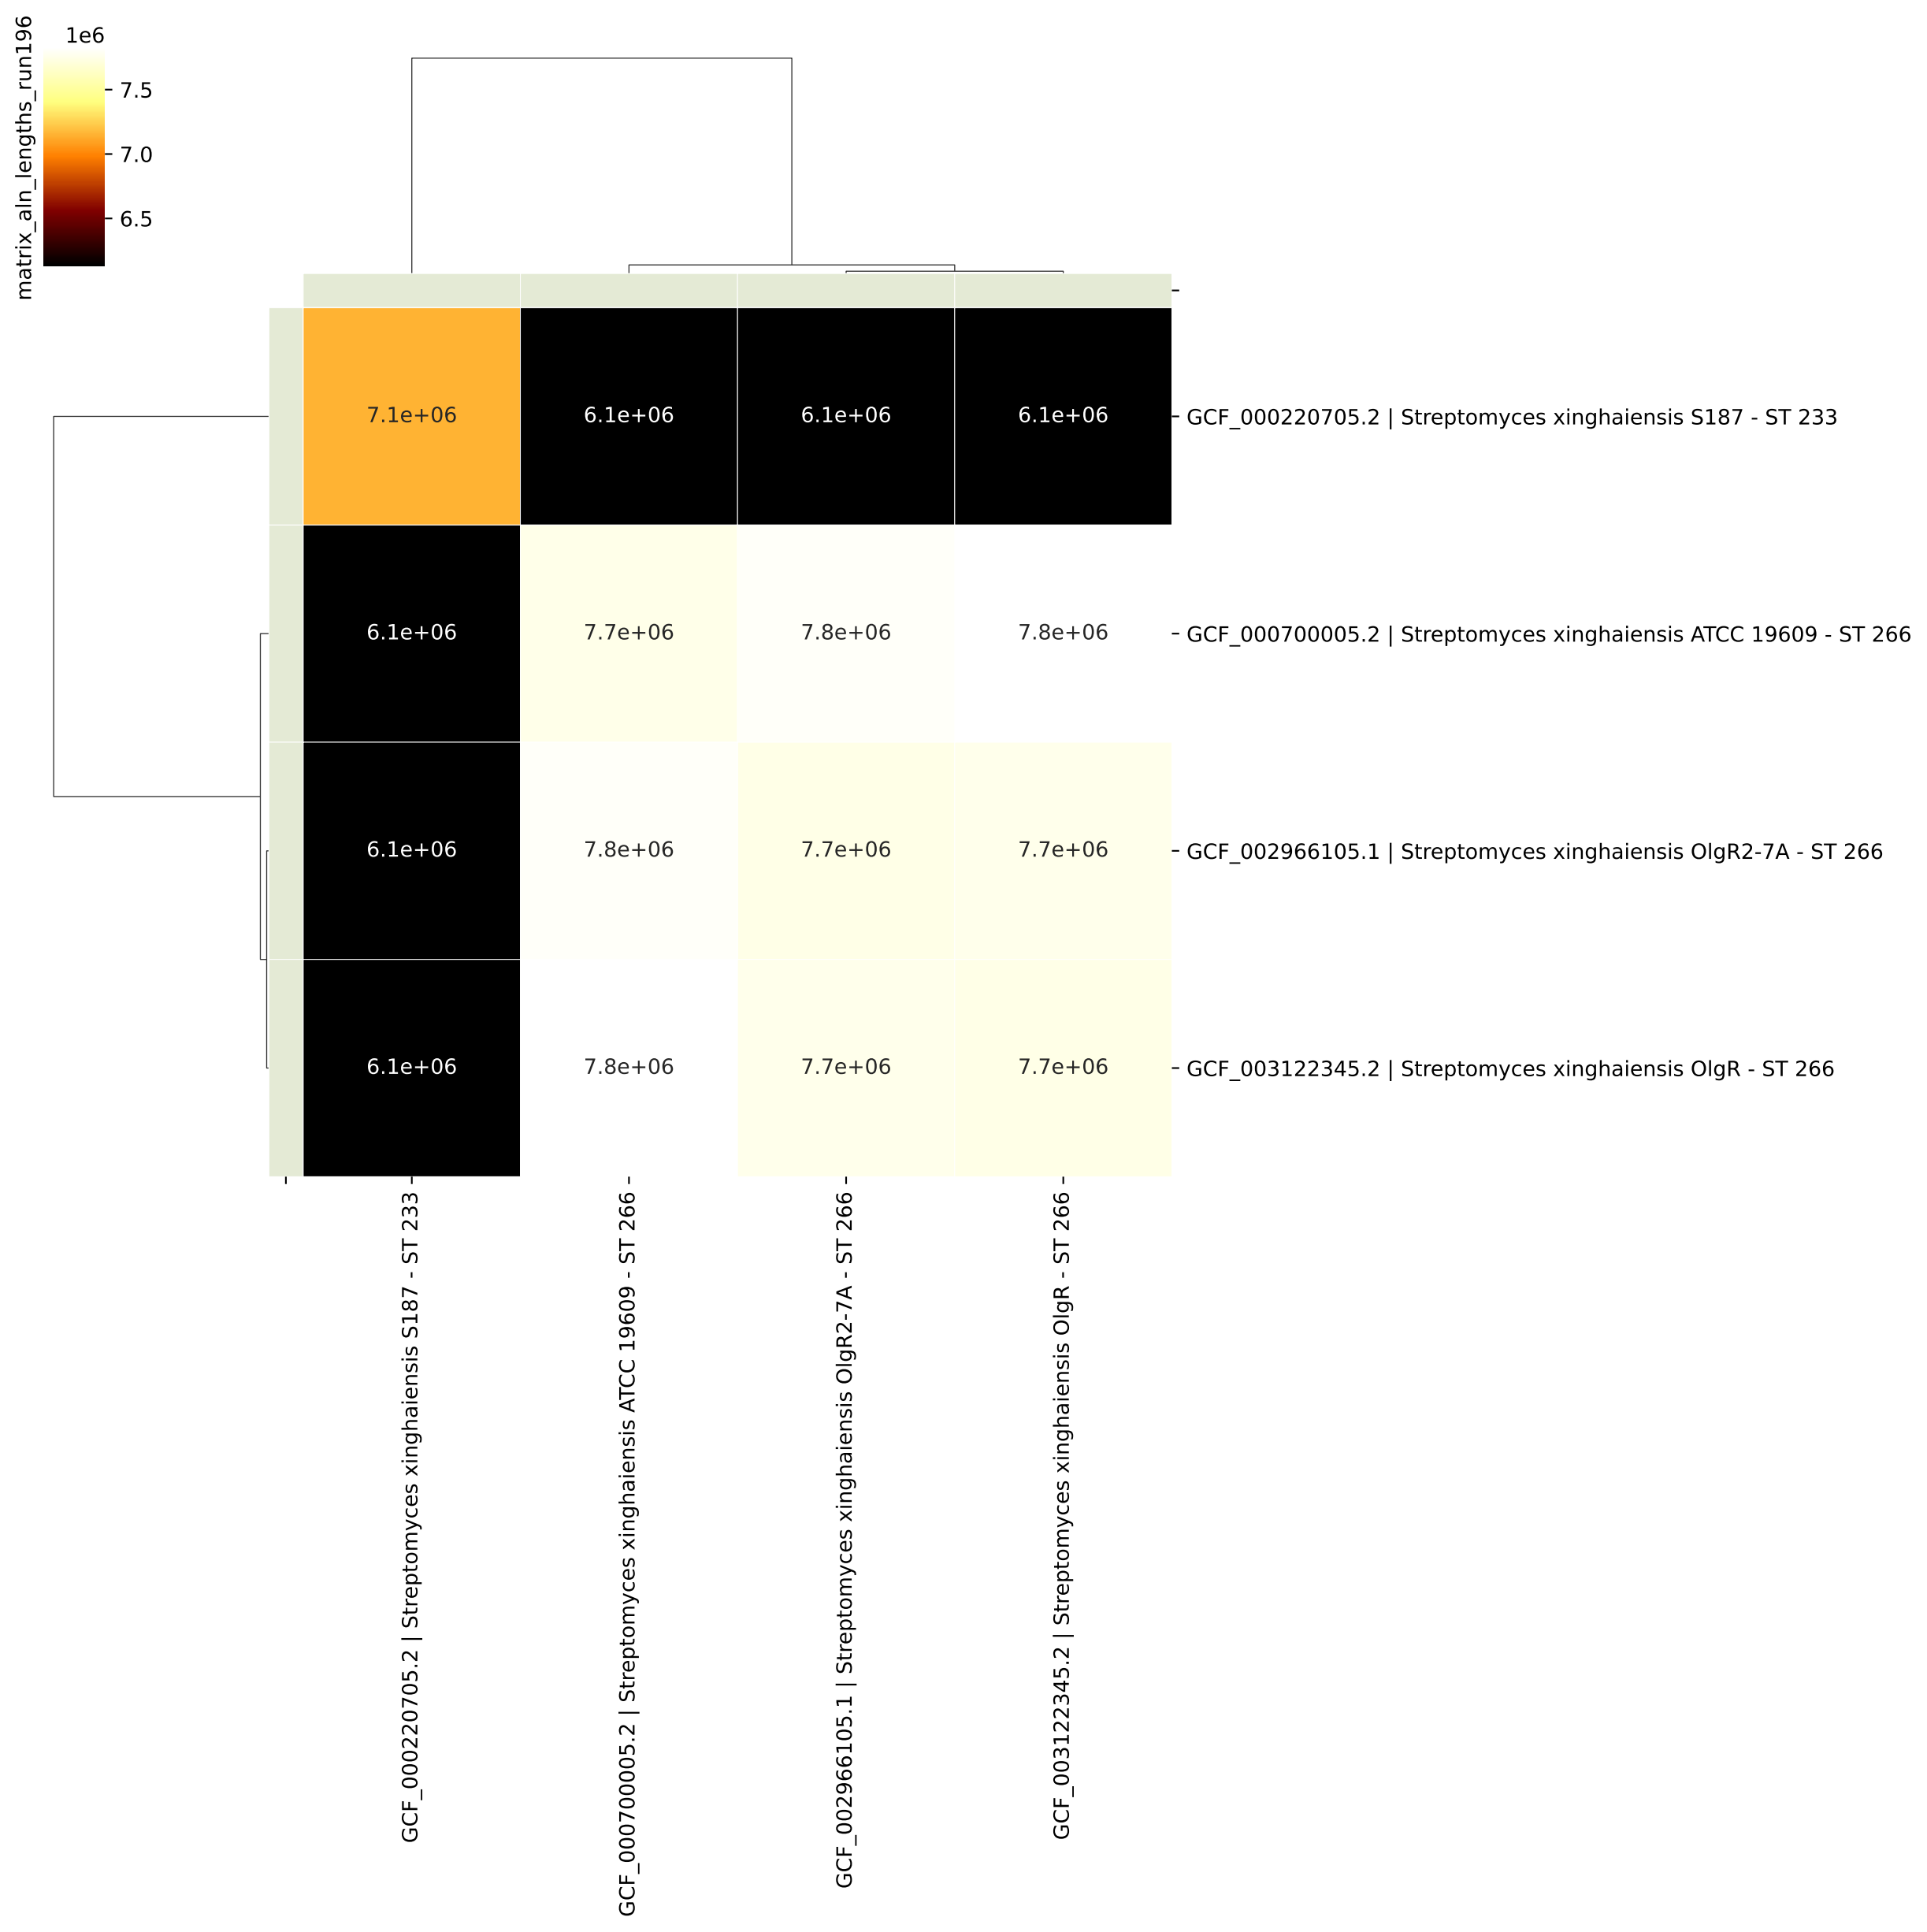 matrix_aln_lengths_run196
1e6
7.5
7.0
6.5
7.1e+06 6.1e+06 6.1e+06 6.1e+06
GCF_000220705.2 | Streptomyces xinghaiensis S187 - ST 233
6.1e+06 7.7e+06 7.8e+06 7.8e+06
GCF_000700005.2 | Streptomyces xinghaiensis ATCC 19609 - ST 266
6.1e+06 7.8e+06 7.7e+06 7.7e+06
GCF_002966105.1 | Streptomyces xinghaiensis OlgR2-7A - ST 266
6.1e+06 7.8e+06 7.7e+06 7.7e+06
GCF_003122345.2 | Streptomyces xinghaiensis OlgR - ST 266
GCF_000220705.2 | Streptomyces xinghaiensis S187 - ST 233
GCF_000700005.2 | Streptomyces xinghaiensis ATCC 19609 - ST 266
GCF_002966105.1 | Streptomyces xinghaiensis OlgR2-7A - ST 266
GCF_003122345.2 | Streptomyces xinghaiensis OlgR - ST 266